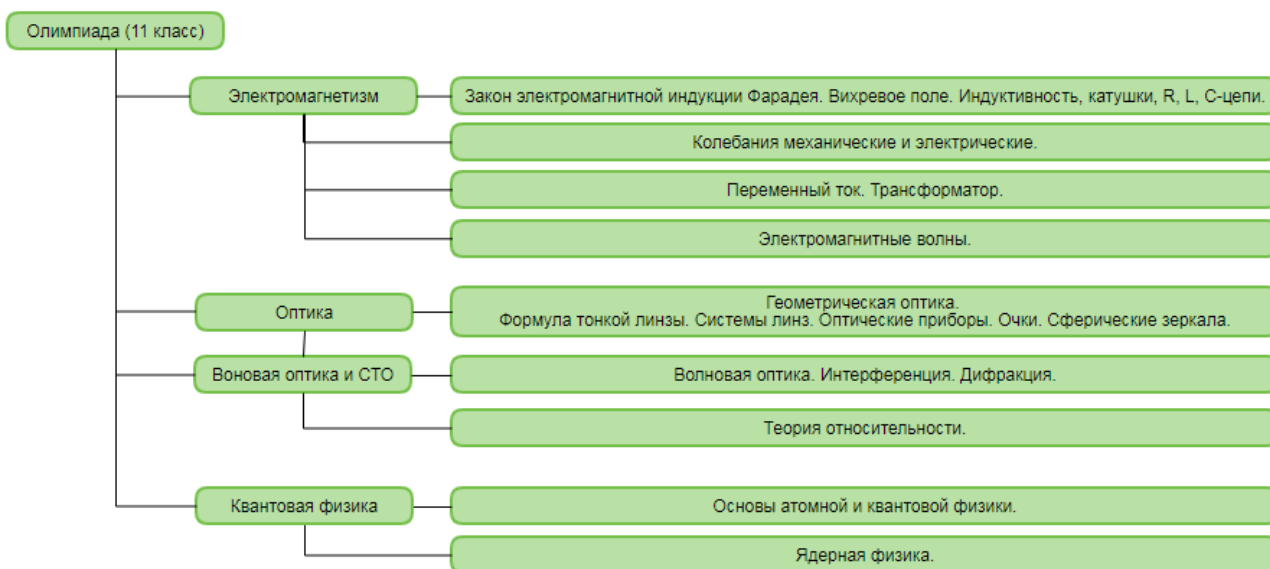 Олимпиада (11 класс)
Электромагнетизм
Закон электромагнитной индукции Фарадея. Вихревое поле. Индуктивность, катушки, R, L, C-цепи.
Колебания механические и электрические.
Переменный ток. Трансформатор.
Электромагнитные волны.
Оптика
Геометрическая оптика.
Формула тонкой линзы. Системы линз. Оптические приборы. Очки. Сферические зеркала.
Воновая оптика и СТО
Волновая оптика. Интерференция. Дифракция.
Теория относительности.
Квантовая физика
Основы атомной и квантовой физики.
Ядерная физика.